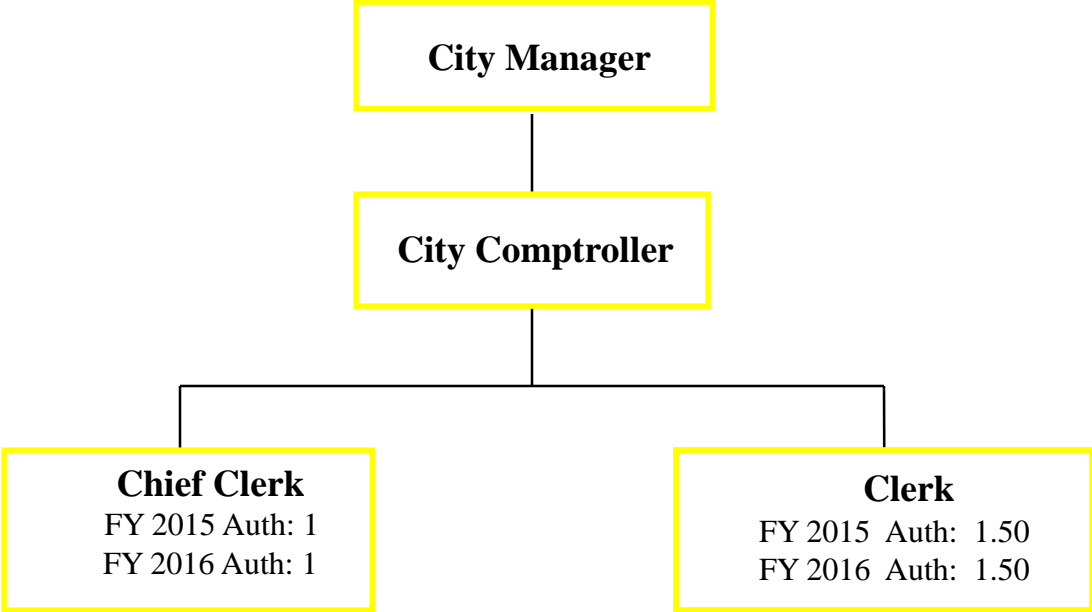 City Manager
City Comptroller
Chief Clerk
FY 2015 Auth: 1
FY 2016 Auth: 1
Clerk
FY 2015 Auth: 1.50
FY 2016 Auth: 1.50